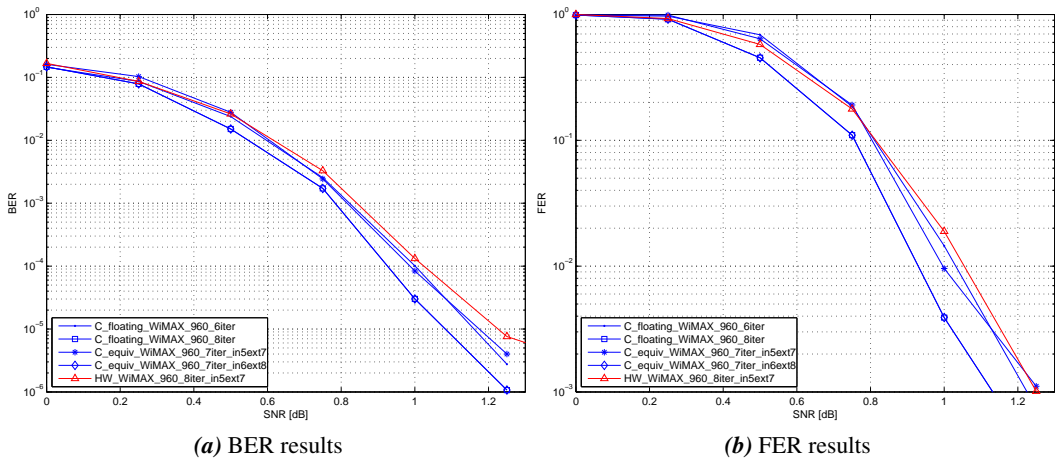 10^0
10^-1
10^-2
10^-3
10^-4
10^-5
10^-6
BER
0 0.2 0.4 0.6 0.8 1 1.2
SNR [dB]
C_floating_WiMAX_960_6iter
C_floating_WiMAX_960_8iter
C_equiv_WiMAX_960_7iter_in5ext7
C_equiv_WiMAX_960_7iter_in6ext8
HW_WiMAX_960_8iter_in5ext7
(a) BER results
10^0
10^-1
10^-2
10^-3
FER
0 0.2 0.4 0.6 0.8 1 1.2
SNR [dB]
C_floating_WiMAX_960_6iter
C_floating_WiMAX_960_8iter
C_equiv_WiMAX_960_7iter_in5ext7
C_equiv_WiMAX_960_7iter_in6ext8
HW_WiMAX_960_8iter_in5ext7
(b) FER results